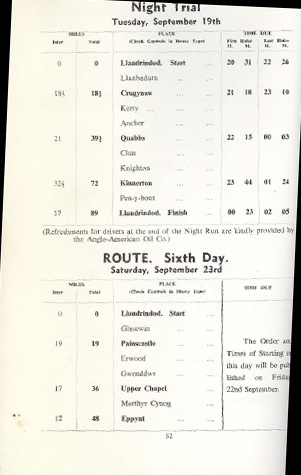 Night Trial
Tuesday, September 19th
MILES PLACE TIME DUE
Inter Total (Check Controls in Heavy Type) First Rider Last Rider
H. M. H. M.
0 0 Llandrindod. Start ... 20 31 22 26
Llanbadarn ... ...
18¼ 18¼ Crugynau ... ... 21 18 23 10
Kerry ... ... ...
Anchor ... ...
21 39¼ Quabbs ... ... 22 15 00 03
Clun ... ...
Knighton ... ...
32¾ 72 Kinnerton ... ... 23 44 01 24
Pen-y-bont ... ...
17 89 Llandrindod. Finish ... 00 23 02 05
(Refreshments for drivers at the end of the Night Run are kindly provided by
the Anglo-American Oil Co.)
ROUTE. Sixth Day.
Saturday, September 23rd
MILES PLACE TIME DUE
Inter Total (Check Controls in Heavy Type)
0 0 Llandrindod. Start ...
Glasewin ... ...
19 19 Painscastle ... ...
Erwood ... ...
Gwenddwr ... ...
17 36 Upper Chapel ... ...
Merthyr Cynog ...
12 48 Eppynt ... ...
The Order an
Times of Starting o
this day will be pub
lished on Friday
22nd September.
52